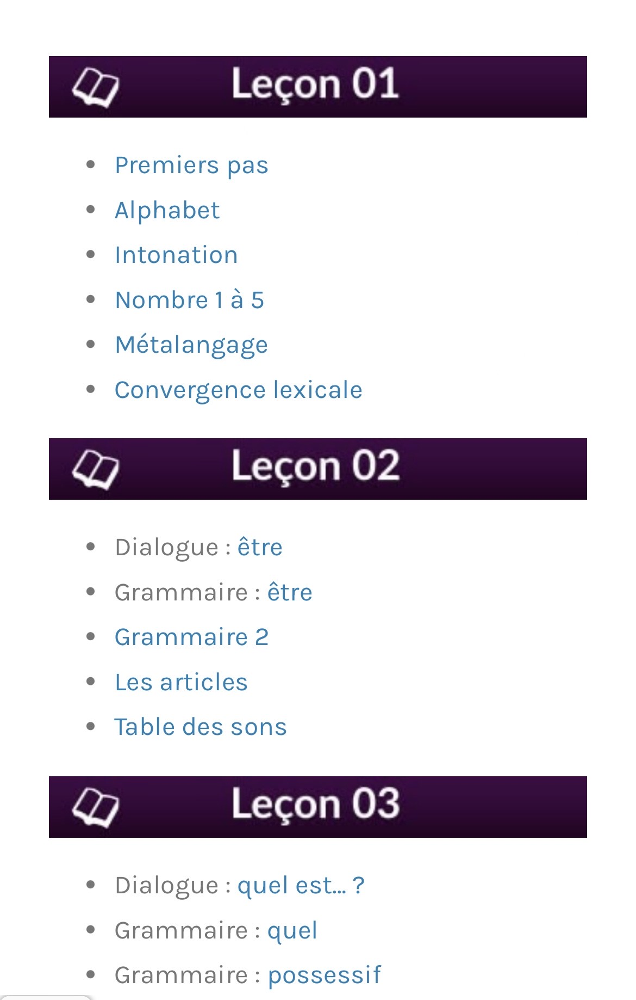 Leçon 01
Premiers pas
Alphabet
Intonation
Nombre 1 à 5
Métalangage
Convergence lexicale
Leçon 02
Dialogue : être
Grammaire : être
Grammaire 2
Les articles
Table des sons
Leçon 03
Dialogue : quel est... ?
Grammaire : quel
Grammaire : possessif